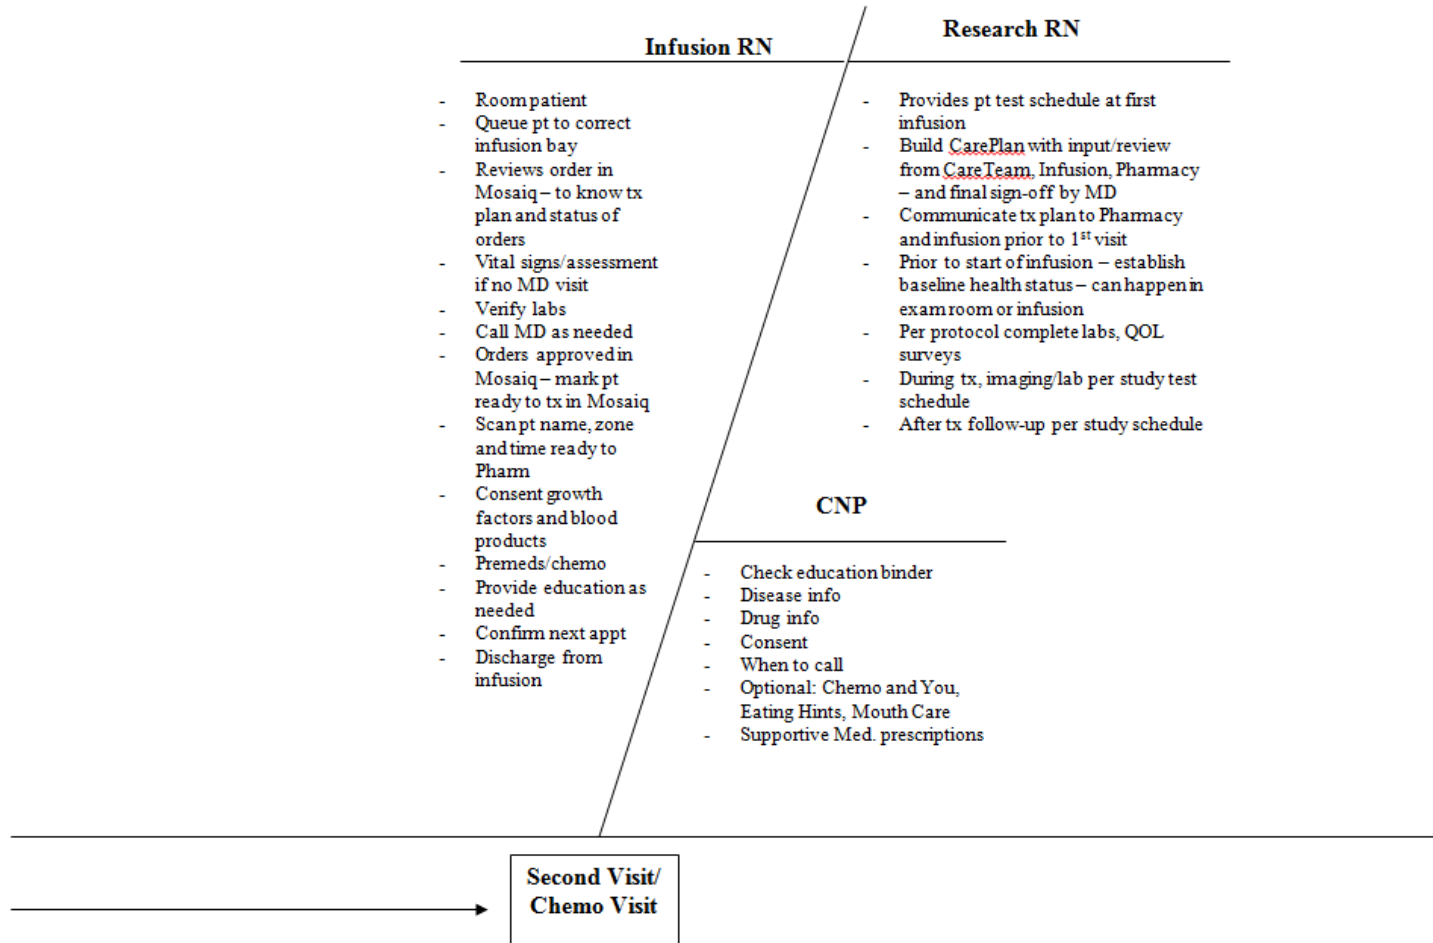 Infusion RN
- Room patient
- Queue pt to correct
infusion bay
- Reviews order in
Mosaiq – to know tx
plan and status of
orders
- Vital signs/assessment
if no MD visit
- Verify labs
- Call MD as needed
- Orders approved in
Mosaiq – mark pt
ready to tx in Mosaiq
- Scan pt name, zone
and time ready to
Pharm
- Consent growth
factors and blood
products
- Premeds/chemo
- Provide education as
needed
- Confirm next appt
- Discharge from
infusion
Research RN
- Provides pt test schedule at first
infusion
- Build CarePlan with input/review
from CareTeam, Infusion, Pharmacy
– and final sign-off by MD
- Communicate tx plan to Pharmacy
and infusion prior to 1st visit
- Prior to start of infusion – establish
baseline health status – can happen in
exam room or infusion
- Per protocol complete labs, QOL
surveys
- During tx, imaging/lab per study test
schedule
- After tx follow-up per study schedule
CNP
- Check education binder
- Disease info
- Drug info
- Consent
- When to call
- Optional: Chemo and You,
Eating Hints, Mouth Care
- Supportive Med. prescriptions
Second Visit/
Chemo Visit